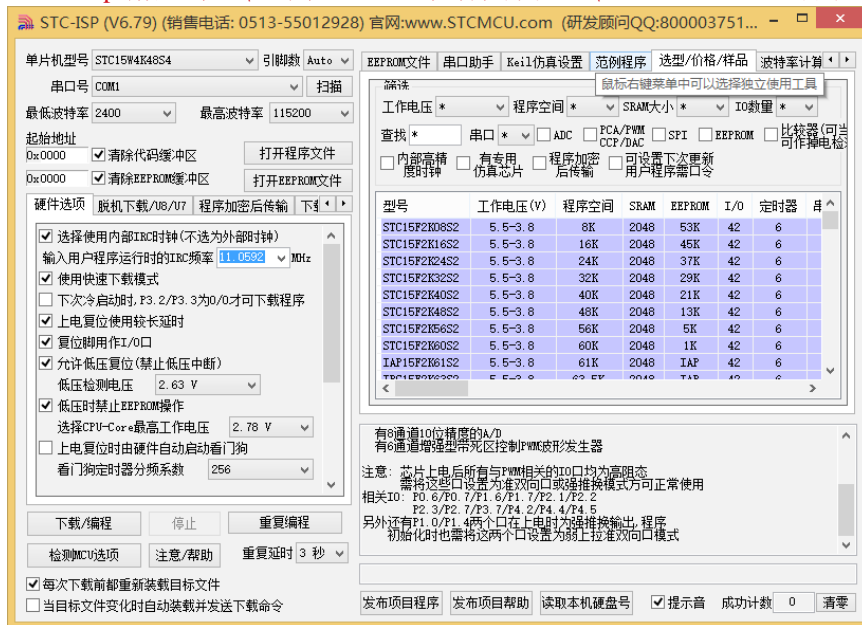 STC-ISP (V6.79) (销售电话: 0513-55012928) 官网:www.STCMCU.com (研发顾问QQ:800003751...
单片机型号 STC15W4K48S4 引脚数 Auto
串口号 COM1 扫描
最低波特率 2400 最高波特率 115200
起始地址
0x0000 清除代码缓冲区 打开程序文件
0x0000 清除EEPROM缓冲区 打开EEPROM文件
硬件选项 脱机下载/U8/U7 程序加密后传输
选择使用内部IRC时钟(不选为外部时钟)
输入用户程序运行时的IRC频率 11.0592 MHz
使用快速下载模式
下次冷启动时,P3.2/P3.3为0/0才可下载程序
上电复位使用较长延时
复位脚用作I/O口
允许低压复位(禁止低压中断)
低压检测电压 2.63 V
低压时禁止EEPROM操作
选择CPU-Core最高工作电压 2.78 V
上电复位时由硬件自动启动看门狗
看门狗定时器分频系数 256
下载/编程 停止 重复编程
检测MCU选项 注意/帮助 重复延时 3 秒
每次下载前都重新装载目标文件
当目标文件变化时自动装载并发送下载命令
EEPROM文件 串口助手 Keil仿真设置 范例程序 选型/价格/样品 波特率计算
鼠标右键菜单中可以选择独立使用工具
筛选
工作电压 * 程序空间 * SRAM大小 * IO数量 *
查找 * 串口 * ADC PCA/PWM CCP/DAC SPI EEPROM 比较器(可当 可作掉电检
内部高精度时钟 有专用仿真芯片 程序加密后传输 可设置下次更新用户程序需口令
型号 工作电压(V) 程序空间 SRAM EEPROM I/O 定时器
STC15F2K08S2 5.5-3.8 8K 2048 53K 42 6
STC15F2K16S2 5.5-3.8 16K 2048 45K 42 6
STC15F2K24S2 5.5-3.8 24K 2048 37K 42 6
STC15F2K32S2 5.5-3.8 32K 2048 29K 42 6
STC15F2K40S2 5.5-3.8 40K 2048 21K 42 6
STC15F2K48S2 5.5-3.8 48K 2048 13K 42 6
STC15F2K56S2 5.5-3.8 56K 2048 5K 42 6
STC15F2K60S2 5.5-3.8 60K 2048 1K 42 6
IAP15F2K61S2 5.5-3.8 61K 2048 IAP 42 6
有8通道10位精度的A/D
有6通道增强型带死区控制PWM波形发生器
注意: 芯片上电后所有与PWM相关的IO口均为高阻态
需将这些口设置为准双向口或强推挽模式方可正常使用
相关IO: P0.6/P0.7/P1.6/P1.7/P2.1/P2.2
P2.3/P2.7/P3.7/P4.2/P4.4/P4.5
另外还有P1.0/P1.4两个口在上电时为强推挽输出,程序
初始化时也需将这两个口设置为弱上拉准双向口模式
发布项目程序 发布项目帮助 读取本机硬盘号 提示音 成功计数 0 清零